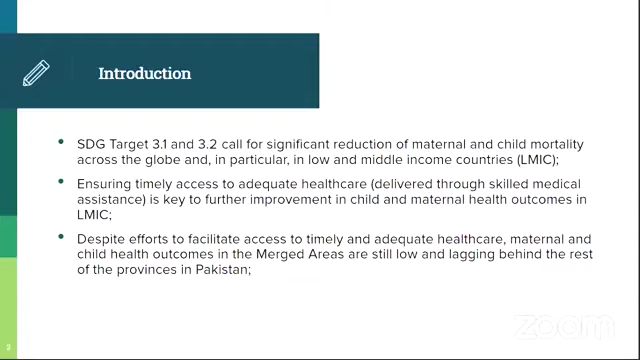 Introduction
• SDG Target 3.1 and 3.2 call for significant reduction of maternal and child mortality
across the globe and, in particular, in low and middle income countries (LMIC);
• Ensuring timely access to adequate healthcare (delivered through skilled medical
assistance) is key to further improvement in child and maternal health outcomes in
LMIC;
• Despite efforts to facilitate access to timely and adequate healthcare, maternal and
child health outcomes in the Merged Areas are still low and lagging behind the rest
of the provinces in Pakistan;
zoom